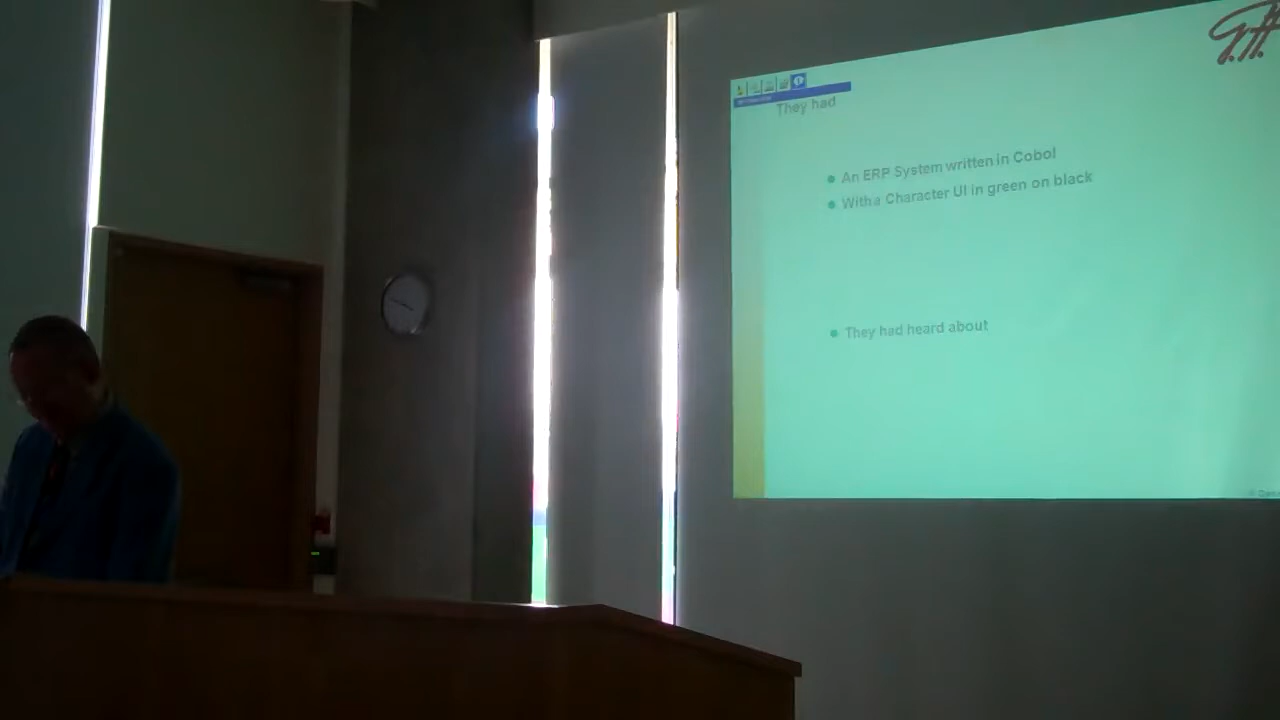 They had
An ERP System written in Cobol
With a Character UI in green on black
They had heard about